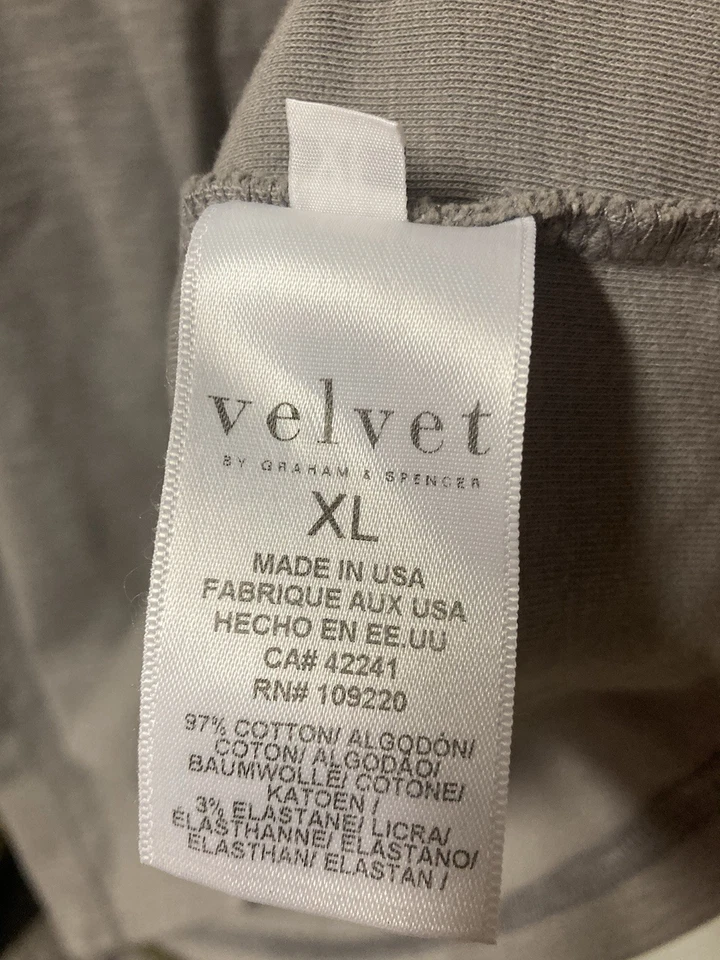 velvet
BY GRAHAM & SPENCER
XL
MADE IN USA
FABRIQUE AUX USA
HECHO EN EE.UU
CA# 42241
RN# 109220
97% COTTON/ ALGODÓN/
COTON/ ALGODÃO/
BAUMWOLLE/ COTONE/
KATOEN /
3% ELASTANE/ LICRA/
ÉLASTHANNE/ ELASTANO/
ELASTHAN/ ELASTAN /